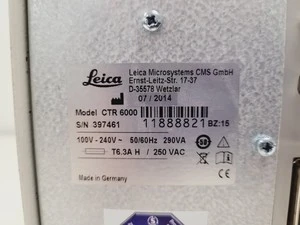 Leica
Leica Microsystems CMS GmbH
Ernst-Leitz-Str. 17-37
D-35578 Wetzlar
07 / 2014
Model CTR 6000
S/N 397461
11888821 BZ:15
100V - 240V~ 50/60Hz 290VA
T6.3A H / 250 VAC
50
Made in Germany